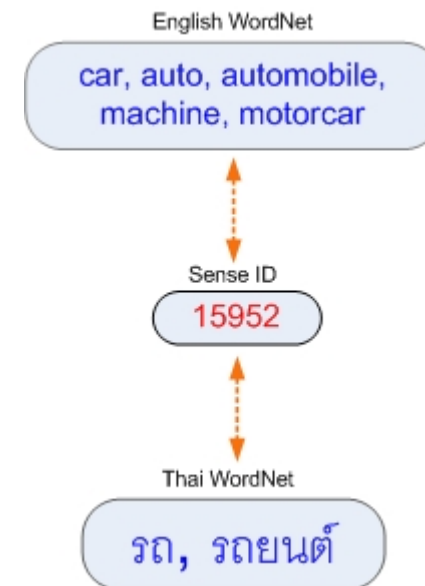 English WordNet
car, auto, automobile,
machine, motorcar
Sense ID
15952
Thai WordNet
รถ, รถยนต์